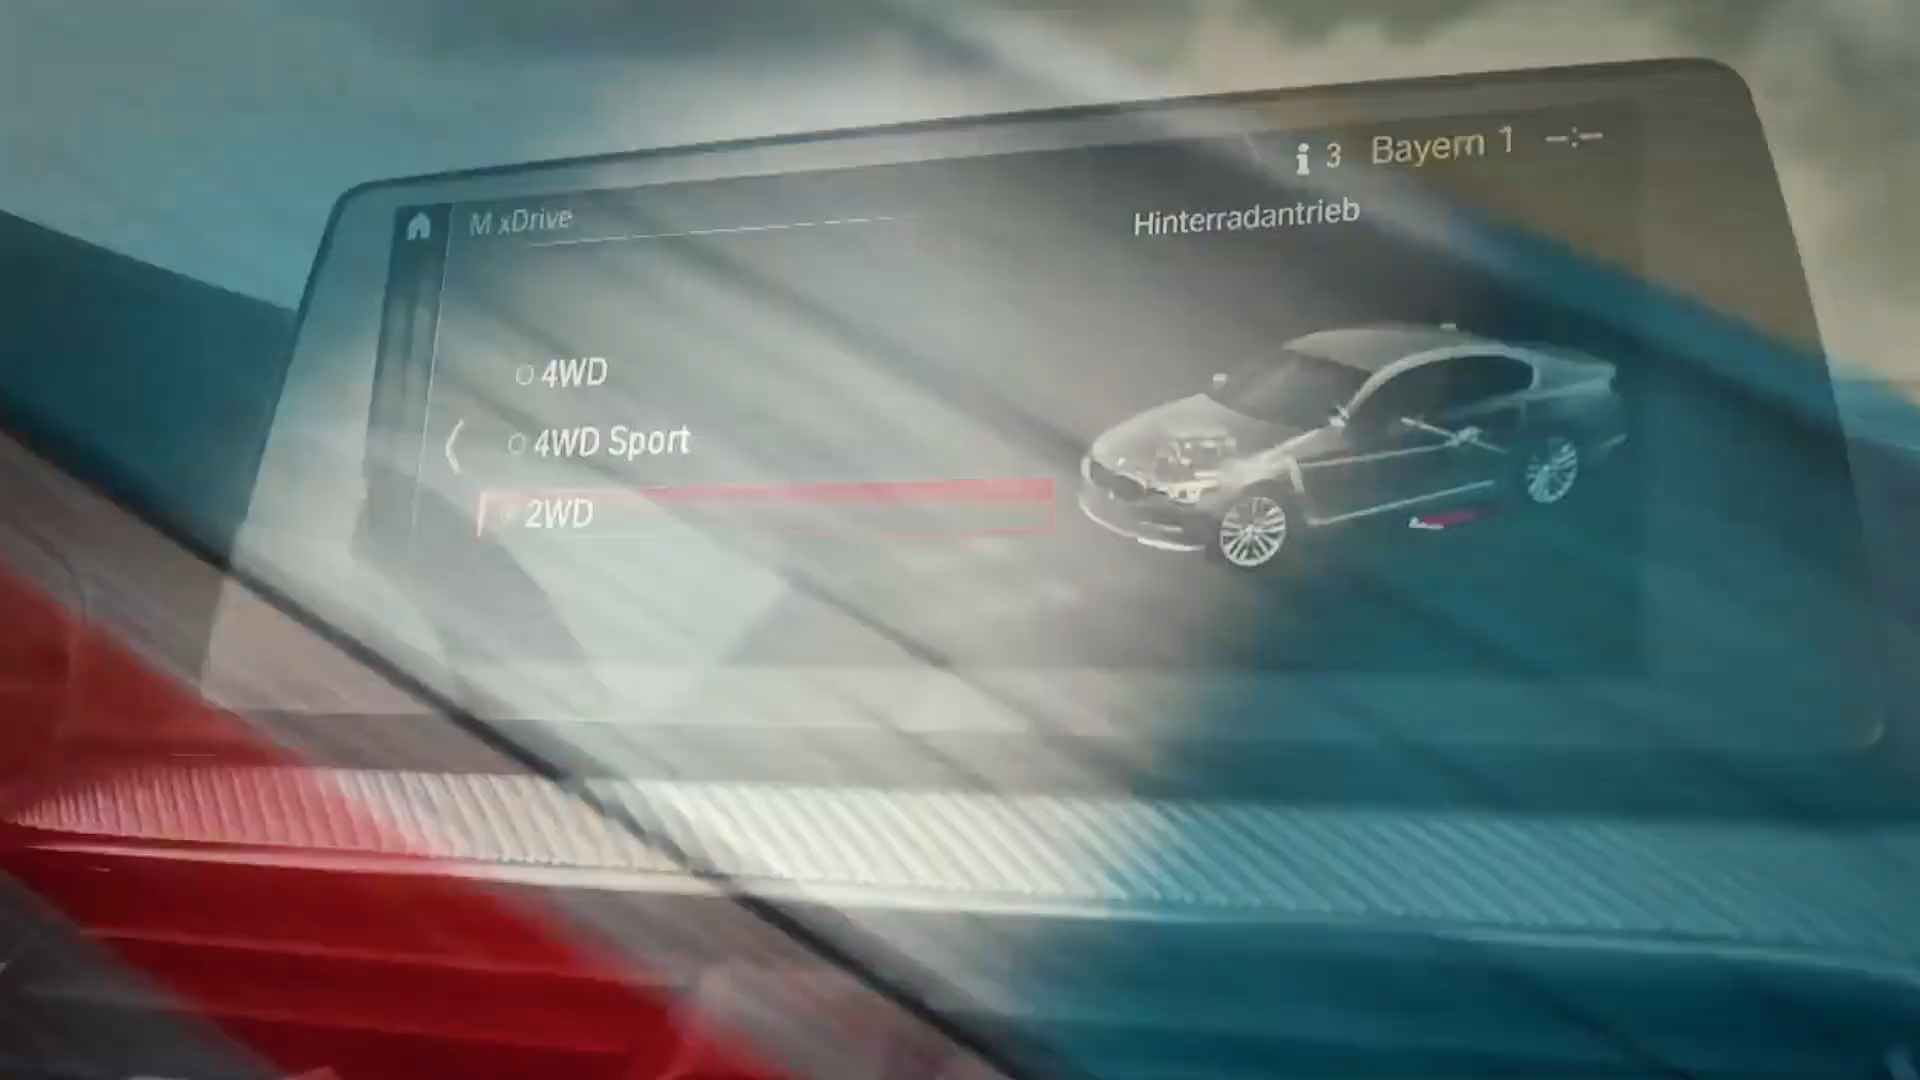 3 Bayern 1 --:--
M xDrive
Hinterradantrieb
4WD
4WD Sport
2WD